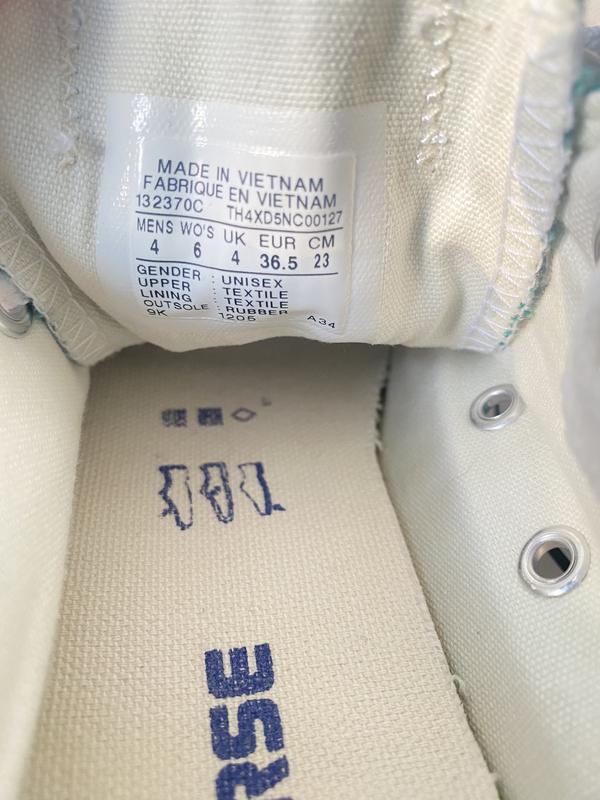 MADE IN VIETNAM
FABRIQUE EN VIETNAM
132370C TH4XD5NC00127
MENS WO'S UK EUR CM
4 6 4 36.5 23
GENDER : UNISEX
UPPER : TEXTILE
LINING : TEXTILE
OUTSOLE : RUBBER
9K 1205 A34
RSE